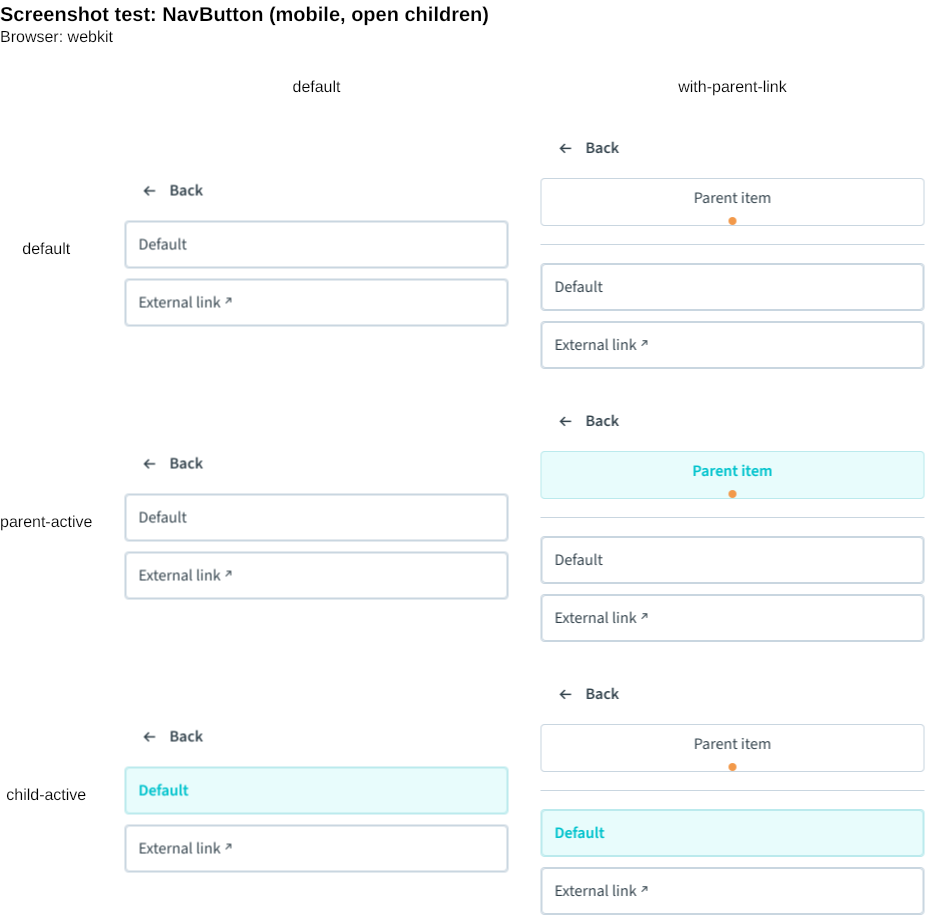 Screenshot test: NavButton (mobile, open children)
Browser: webkit
default
with-parent-link
default
← Back
Default
External link ↗
← Back
Parent item
Default
External link ↗
parent-active
← Back
Default
External link ↗
← Back
Parent item
Default
External link ↗
child-active
← Back
Default
External link ↗
← Back
Parent item
Default
External link ↗